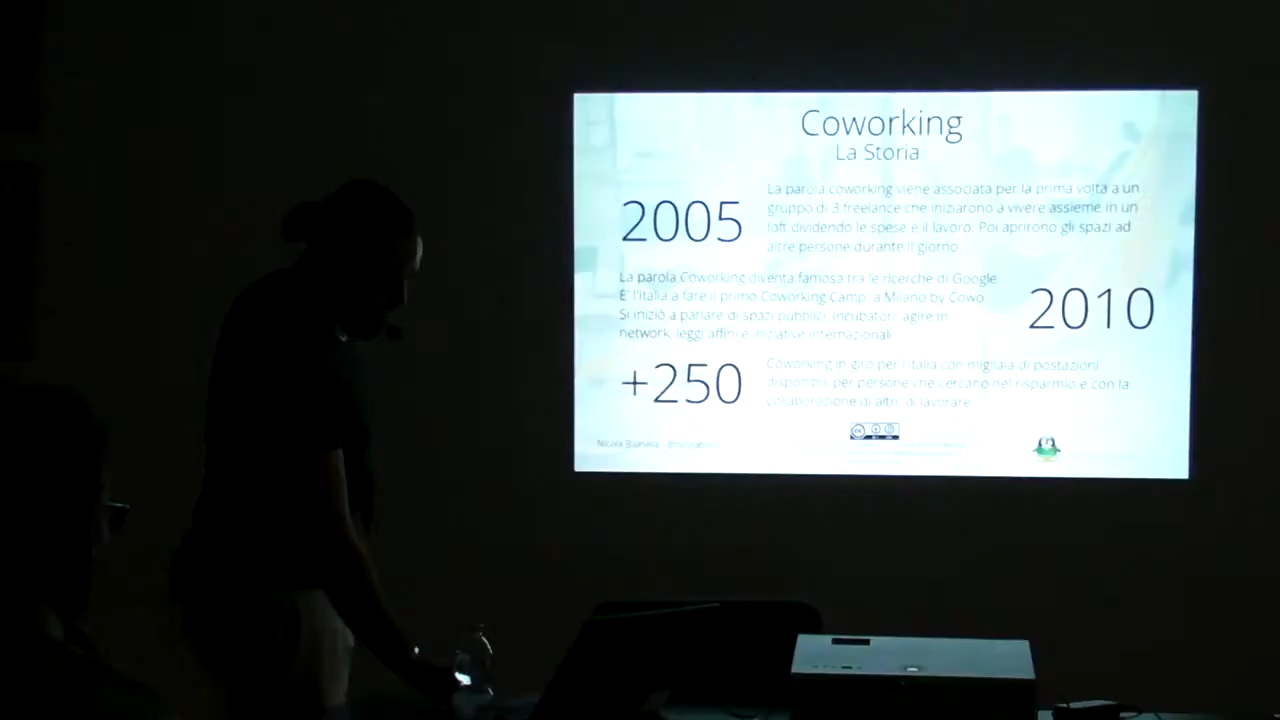 Coworking
La Storia
2005
La parola coworking viene associata per la prima volta a un
gruppo di 3 freelance che iniziarono a vivere assieme in un
loft dividendo le spese e il lavoro. Poi aprirono gli spazi ad
altre persone durante il giorno
La parola Coworking diventa famosa tra le ricerche di Google.
E' l'italia a fare il primo Coworking Camp, a Milano by Cowo
Si iniziò a parlare di spazi pubblici, incubatori, agire in
network, leggi affini e iniziative internazionali
2010
+250
Coworking in giro per l'italia con migliaia di postazioni
disponibili per persone che cercano nel risparmio e con la
collaborazione di altri, di lavorare.
Nicola
cc